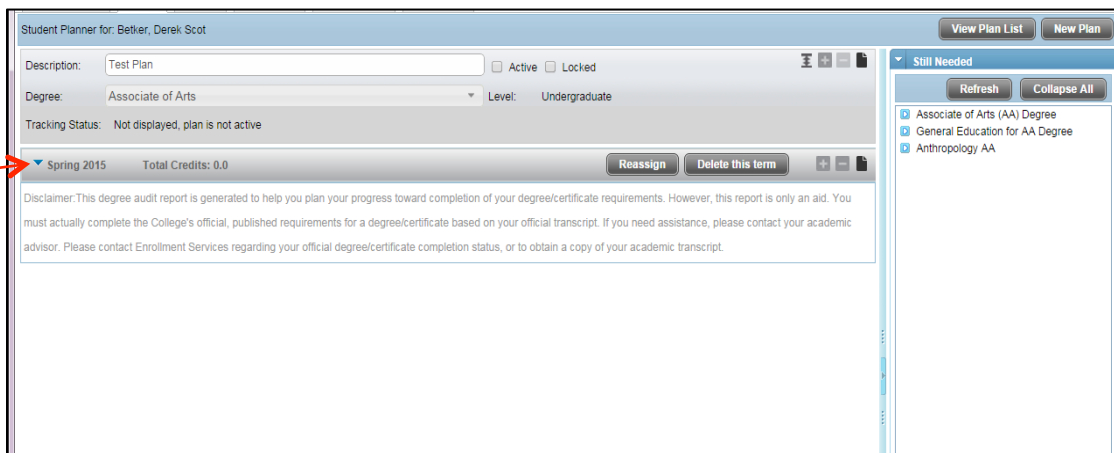 Student Planner for: Betker, Derek Scot
View Plan List
New Plan
Description:
Test Plan
Active
Locked
Degree:
Associate of Arts
Level:
Undergraduate
Tracking Status:
Not displayed, plan is not active
Spring 2015
Total Credits: 0.0
Reassign
Delete this term
Disclaimer:This degree audit report is generated to help you plan your progress toward completion of your degree/certificate requirements. However, this report is only an aid. You
must actually complete the College's official, published requirements for a degree/certificate based on your official transcript. If you need assistance, please contact your academic
advisor. Please contact Enrollment Services regarding your official degree/certificate completion status, or to obtain a copy of your academic transcript.
Still Needed
Refresh
Collapse All
Associate of Arts (AA) Degree
General Education for AA Degree
Anthropology AA